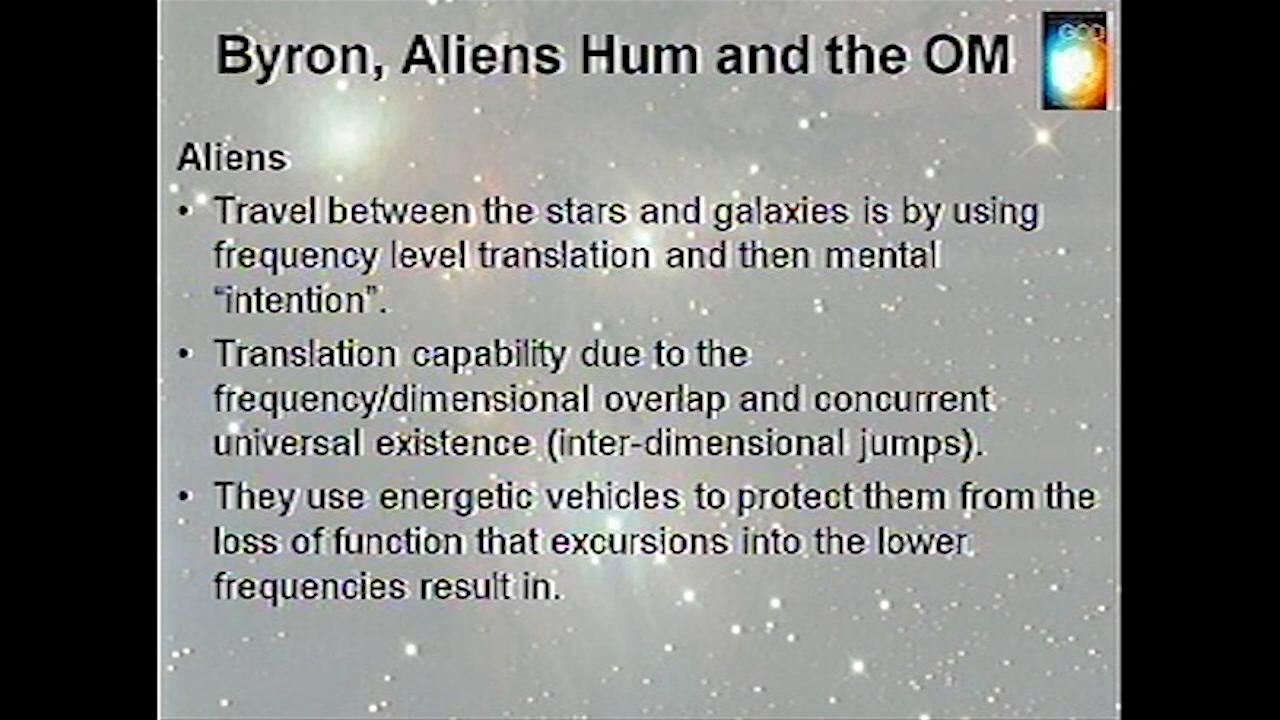 Byron, Aliens Hum and the OM
GOD
Aliens
• Travel between the stars and galaxies is by using
frequency level translation and then mental
“intention”.
• Translation capability due to the
frequency/dimensional overlap and concurrent
universal existence (inter-dimensional jumps).
• They use energetic vehicles to protect them from the
loss of function that excursions into the lower
frequencies result in.